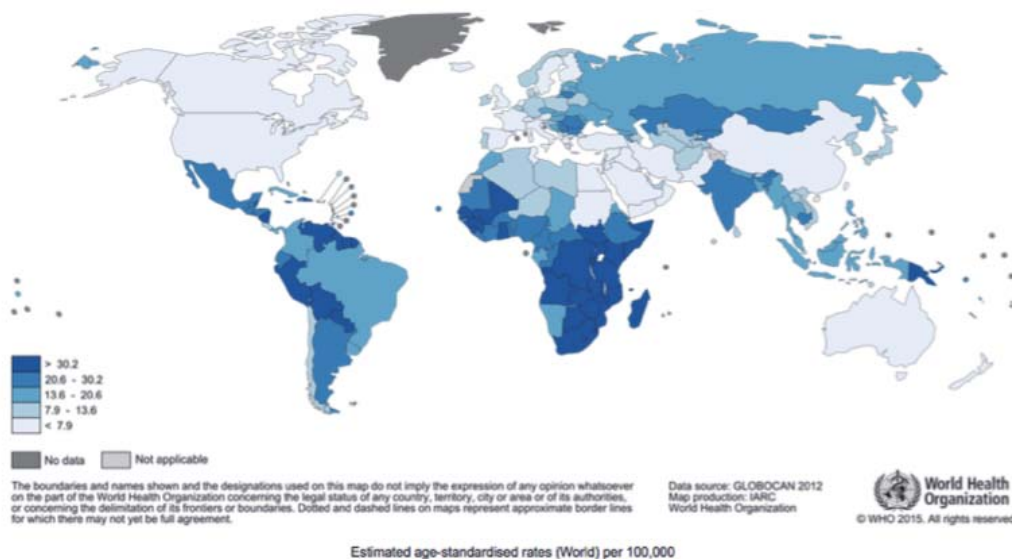 > 30.2
20.6 - 30.2
13.6 - 20.6
7.9 - 13.6
< 7.9
No data
Not applicable
The boundaries and names shown and the designations used on this map do not imply the expression of any opinion whatsoever
on the part of the World Health Organization concerning the legal status of any country, territory, city or area or of its authorities,
or concerning the delimitation of its frontiers or boundaries. Dotted and dashed lines on maps represent approximate border lines
for which there may not yet be full agreement.
Data source: GLOBOCAN 2012
Map production: IARC
World Health Organization
World Health
Organization
© WHO 2015. All rights reserved
Estimated age-standardised rates (World) per 100,000